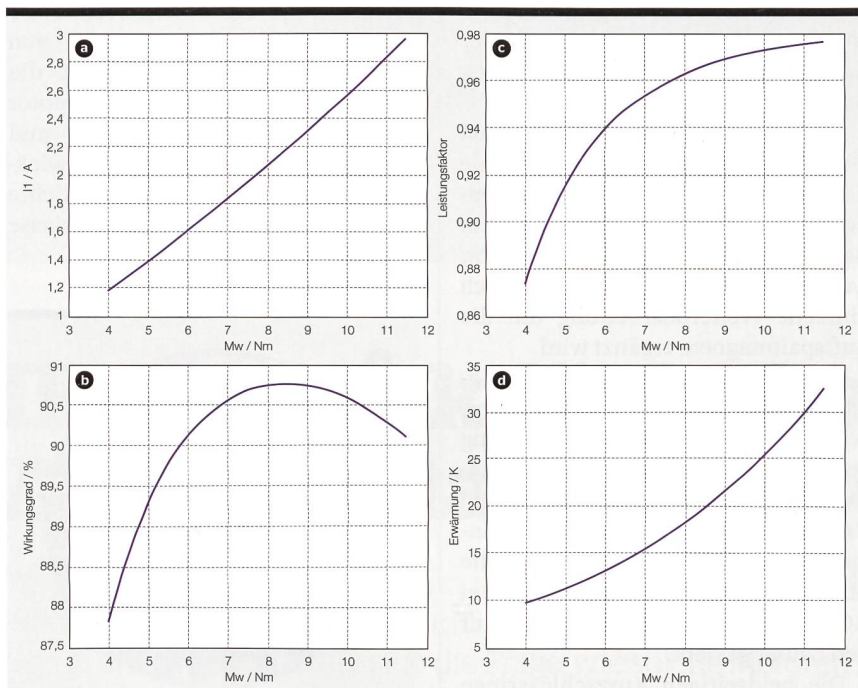 a
3
2,8
2,6
2,4
2,2
2
1,8
1,6
1,4
1,2
1
I1 / A
3 4 5 6 7 8 9 10 11 12
Mw / Nm
c
0,98
0,96
0,94
0,92
0,90
0,88
0,86
Leistungsfaktor
3 4 5 6 7 8 9 10 11 12
Mw / Nm
b
91
90,5
90
89,5
89
88,5
88
87,5
Wirkungsgrad / %
3 4 5 6 7 8 9 10 11 12
Mw / Nm
d
35
30
25
20
15
10
5
Erwärmung / K
3 4 5 6 7 8 9 10 11 12
Mw / Nm